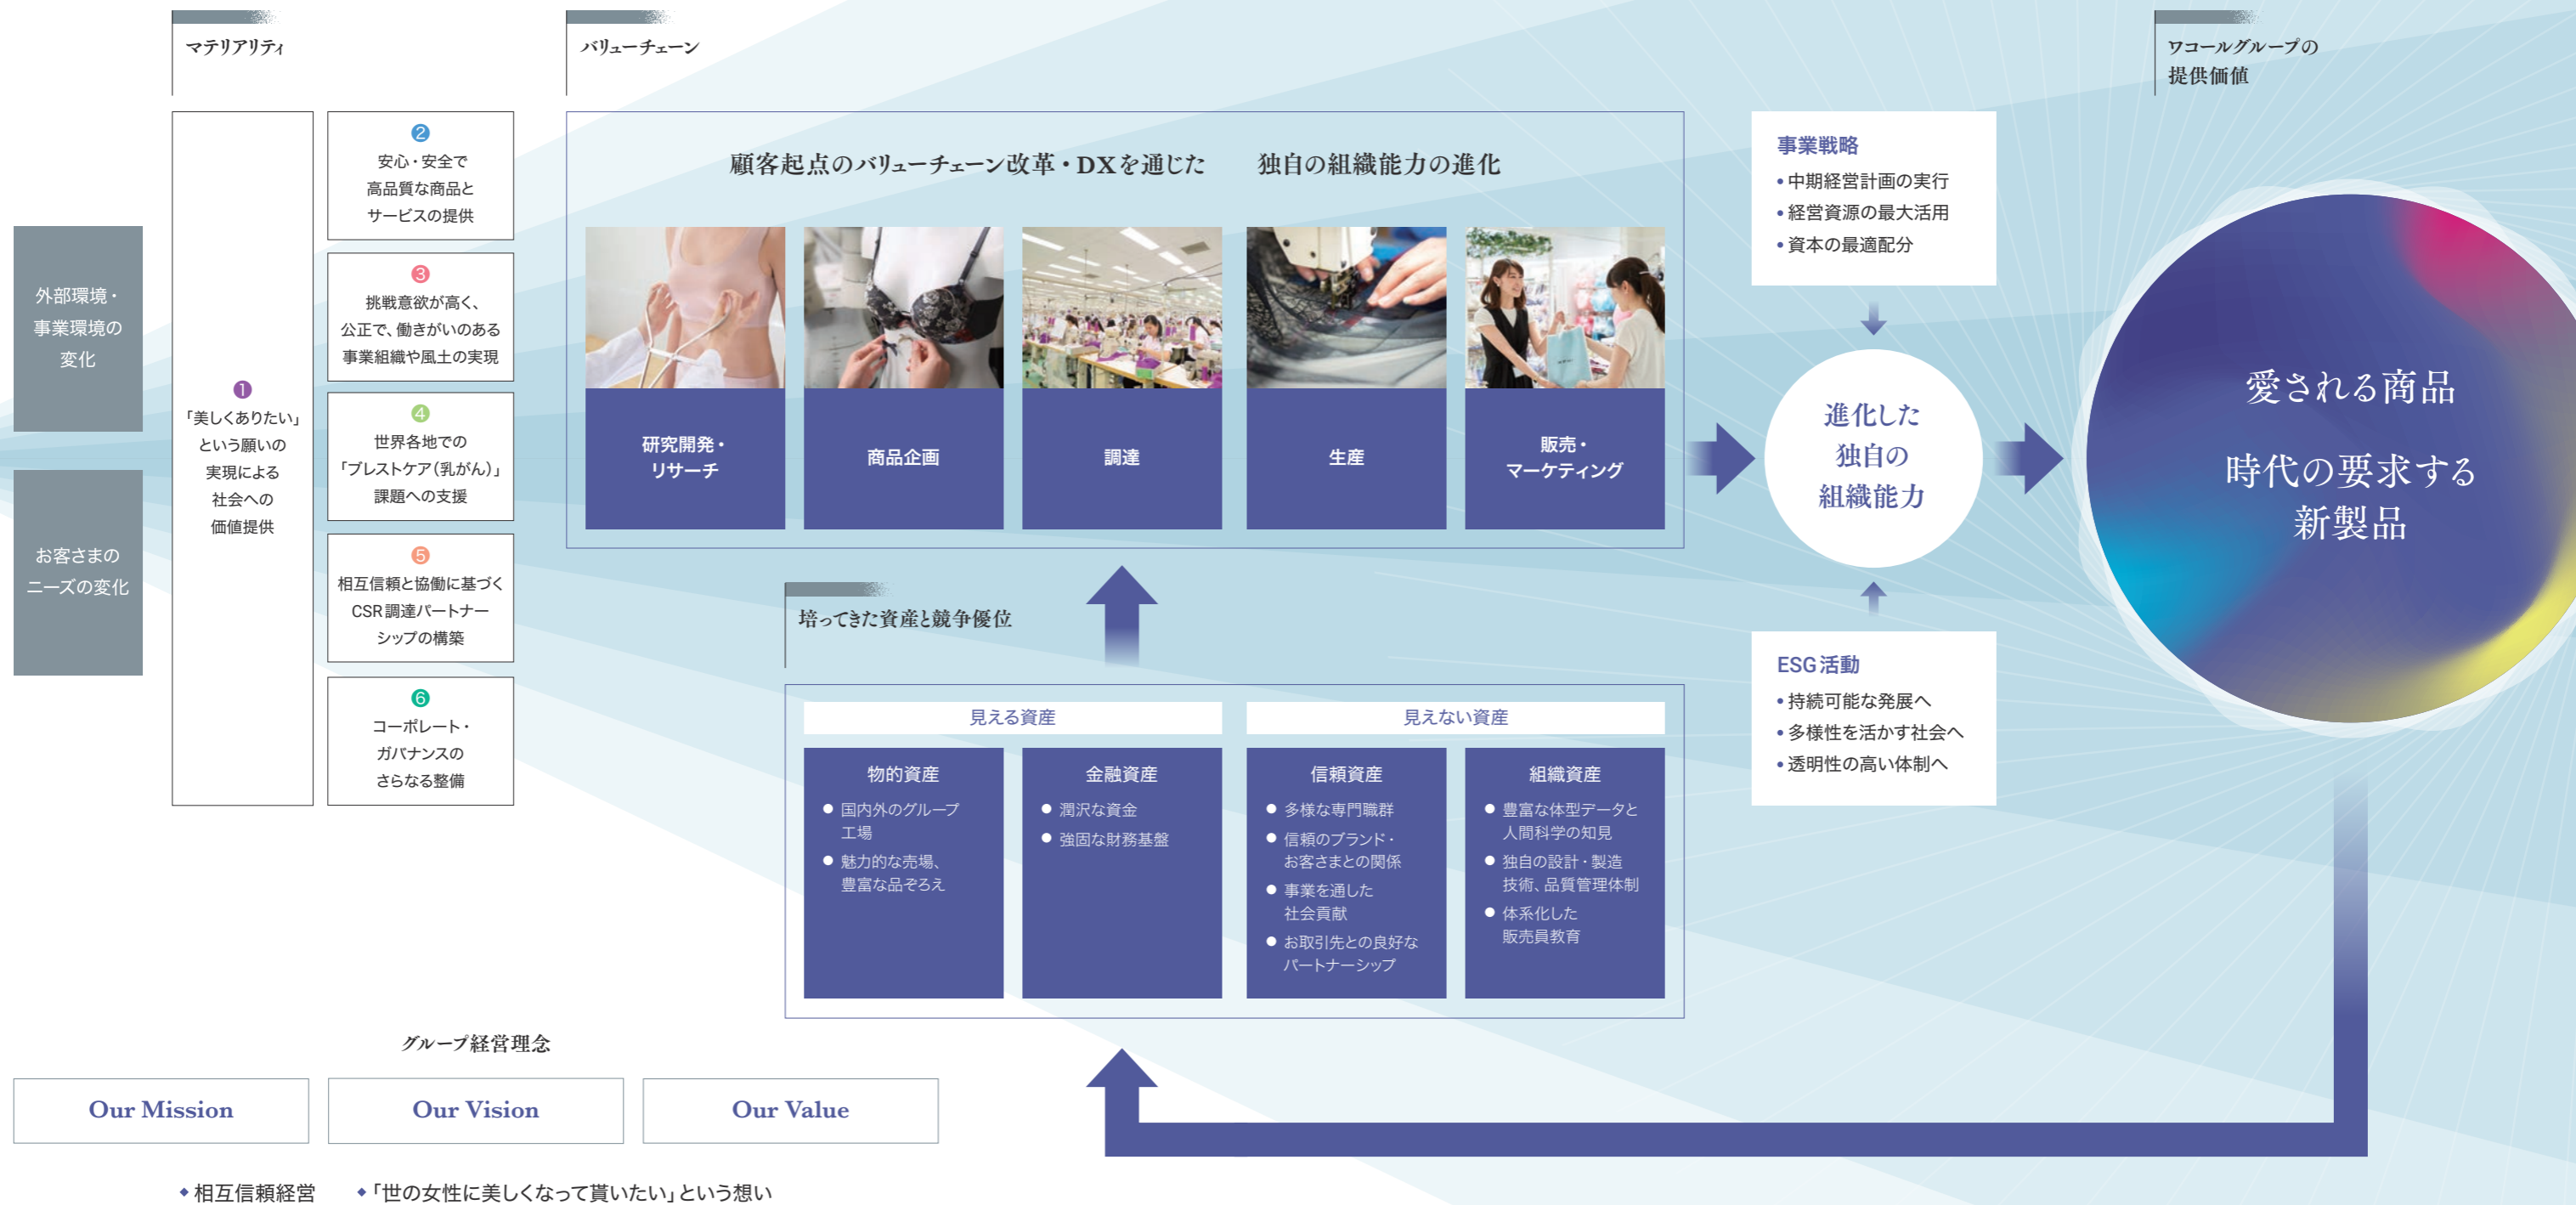 マテリアリティ
外部環境・
事業環境の
変化
お客さまの
ニーズの変化
❶
「美しくありたい」
という願いの
実現による
社会への
価値提供
❷
安心・安全で
高品質な商品と
サービスの提供
❸
挑戦意欲が高く、
公正で、働きがいのある
事業組織や風土の実現
❹
世界各地での
「ブレストケア(乳がん)」
課題への支援
❺
相互信頼と協働に基づく
CSR調達パートナー
シップの構築
❻
コーポレート・
ガバナンスの
さらなる整備
バリューチェーン
顧客起点のバリューチェーン改革・DXを通じた 独自の組織能力の進化
研究開発・
リサーチ
商品企画
調達
生産
販売・
マーケティング
培ってきた資産と競争優位
見える資産
物的資産
● 国内外のグループ
工場
● 魅力的な売場、
豊富な品ぞろえ
金融資産
● 潤沢な資金
● 強固な財務基盤
見えない資産
信頼資産
● 多様な専門職群
● 信頼のブランド・
お客さまとの関係
● 事業を通した
社会貢献
● お取引先との良好な
パートナーシップ
組織資産
● 豊富な体型データと
人間科学の知見
● 独自の設計・製造
技術、品質管理体制
● 体系化した
販売員教育
事業戦略
• 中期経営計画の実行
• 経営資源の最大活用
• 資本の最適配分
進化した
独自の
組織能力
ESG活動
• 持続可能な発展へ
• 多様性を活かす社会へ
• 透明性の高い体制へ
ワコールグループの
提供価値
愛される商品
時代の要求する
新製品
グループ経営理念
Our Mission
Our Vision
Our Value
◆ 相互信頼経営 ◆「世の女性に美しくなって貰いたい」という想い